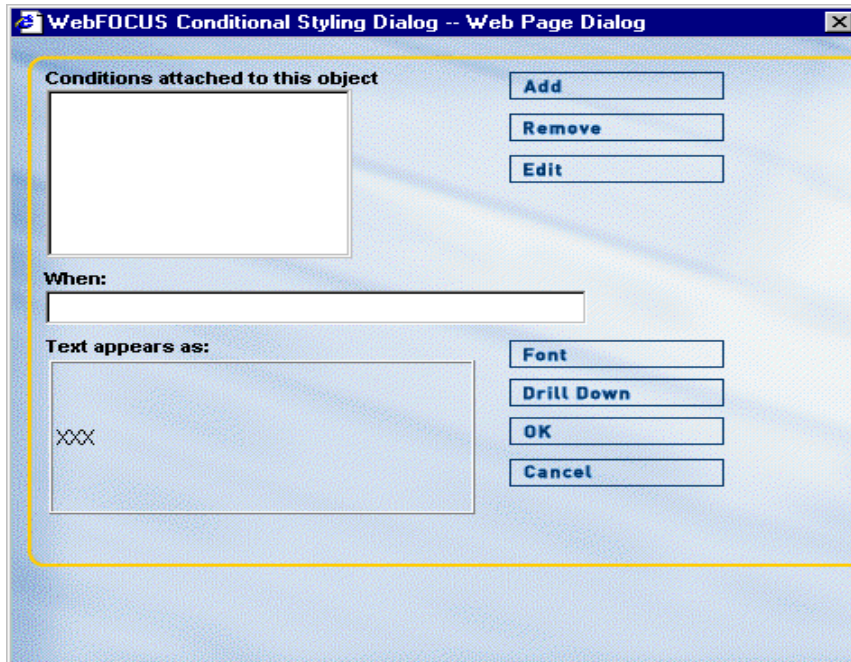 WebFOCUS Conditional Styling Dialog -- Web Page Dialog
Conditions attached to this object
Add
Remove
Edit
When:
Text appears as:
XXX
Font
Drill Down
OK
Cancel